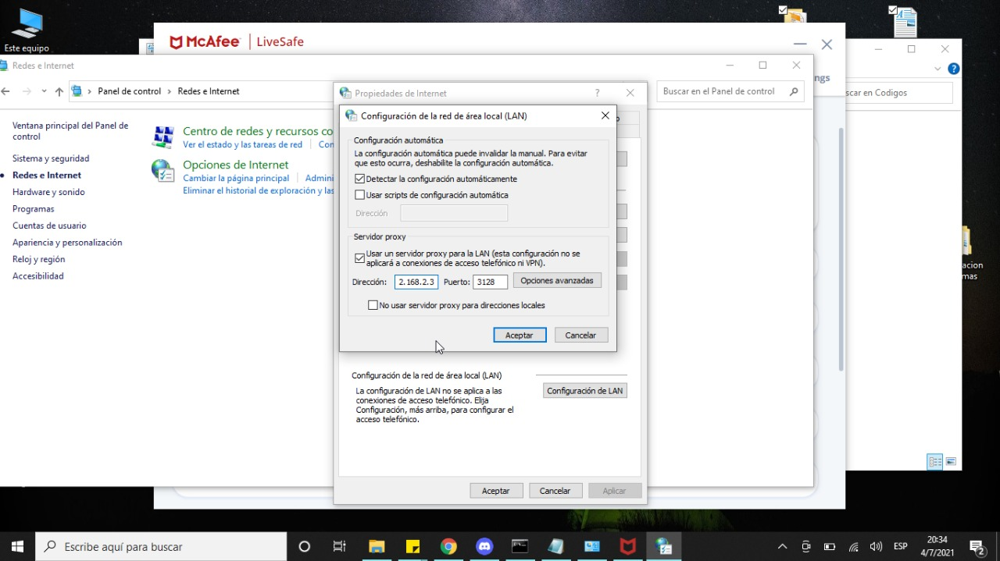 Este equipo
McAfee | LiveSafe
Redes e Internet
Panel de control > Redes e Internet
Buscar en el Panel de control
ngs
scar en Codigos
Ventana principal del Panel de
control
Sistema y seguridad
Redes e Internet
Hardware y sonido
Programas
Cuentas de usuario
Apariencia y personalización
Reloj y región
Accesibilidad
Centro de redes y recursos co
Ver el estado y las tareas de red
Con
Opciones de Internet
Cambiar la página principal
Admini
Eliminar el historial de exploración y las
Propiedades de Internet
?
Configuración de la red de área local (LAN)
Configuración automática
La configuración automática puede invalidar la manual. Para evitar
que esto ocurra, deshabilite la configuración automática.
Detectar la configuración automáticamente
Usar scripts de configuración automática
Dirección
Servidor proxy
Usar un servidor proxy para la LAN (esta configuración no se
aplicará a conexiones de acceso telefónico ni VPN).
Dirección: 2.168.2.3 Puerto: 3128 Opciones avanzadas
No usar servidor proxy para direcciones locales
Aceptar Cancelar
Configuración de la red de área local (LAN)
La configuración de LAN no se aplica a las
conexiones de acceso telefónico. Elija
Configuración, más arriba, para configurar el
acceso telefónico.
Configuración de LAN
Aceptar Cancelar Aplicar
acion
mas
Escribe aquí para buscar
ESP
20:34
4/7/2021
2